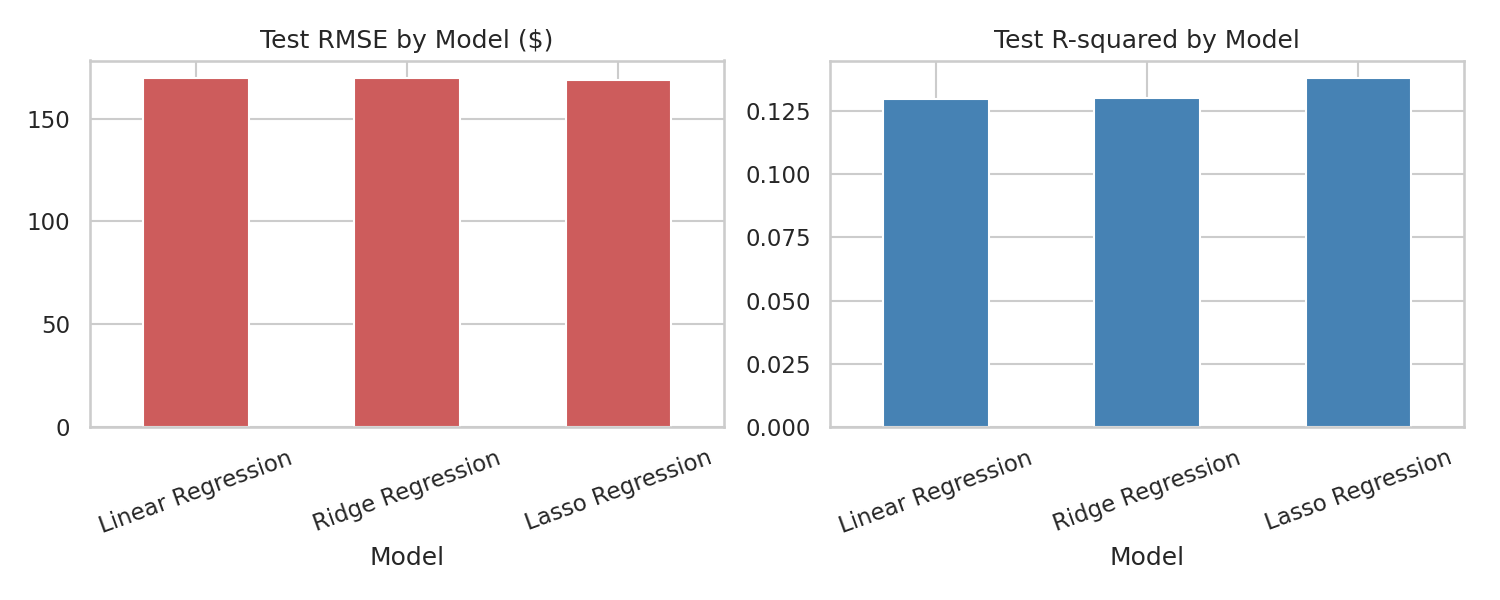 Test RMSE by Model ($)
150
100
50
0
Linear Regression
Ridge Regression
Lasso Regression
Model
Test R-squared by Model
0.125
0.100
0.075
0.050
0.025
0.000
Linear Regression
Ridge Regression
Lasso Regression
Model